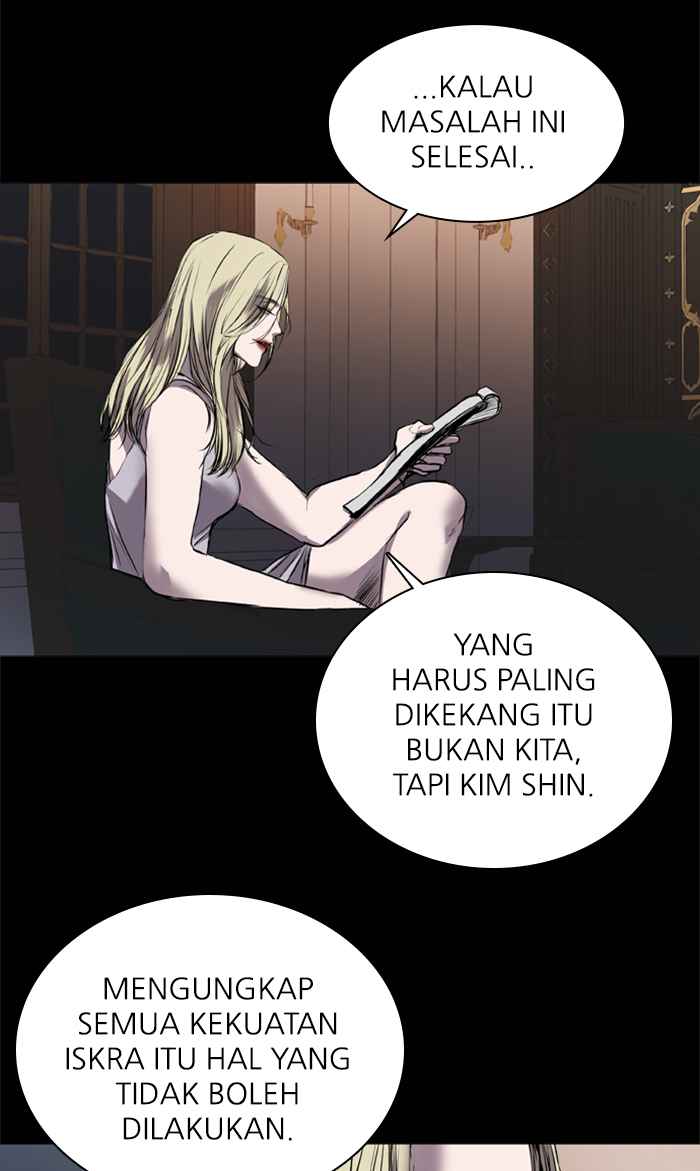 ...KALAU
MASALAH INI
SELESAI..
YANG
HARUS PALING
DIKEKANG ITU
BUKAN KITA,
TAPI KIM SHIN.
MENGUNGKAP
SEMUA KEKUATAN
ISKRA ITU HAL YANG
TIDAK BOLEH
DILAKUKAN.